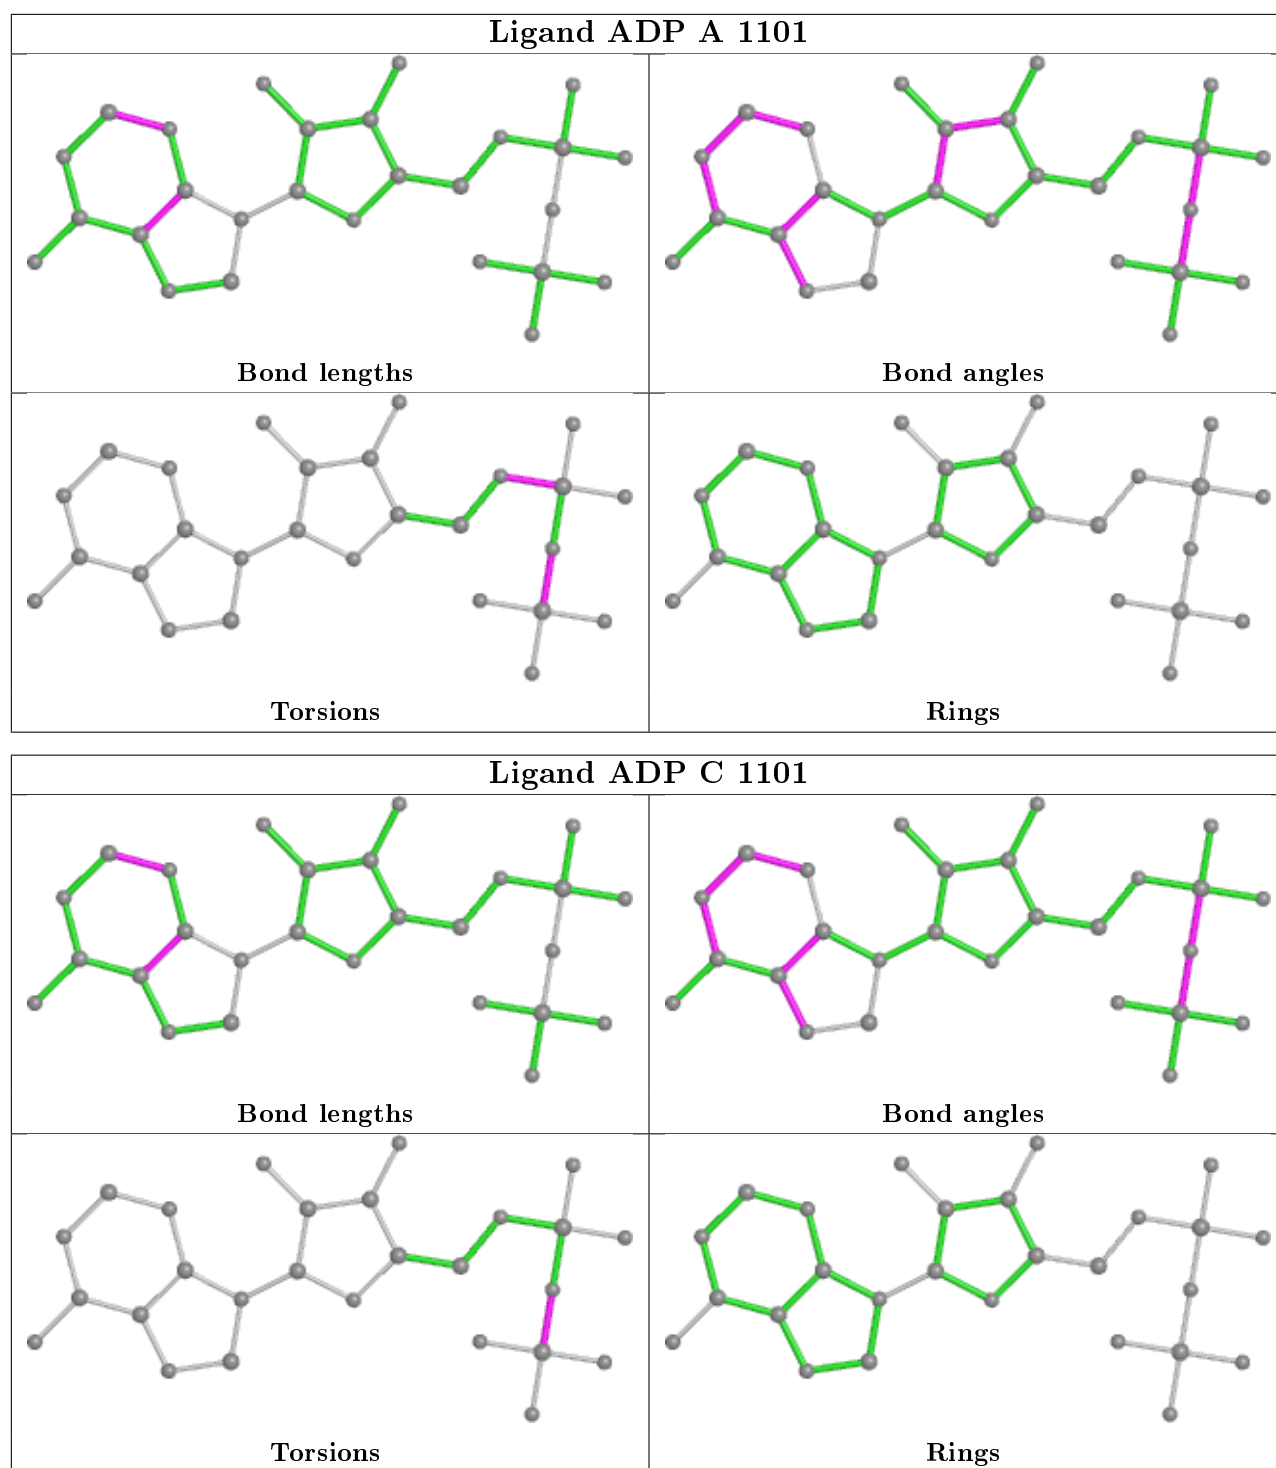 Ligand ADP A 1101
Bond lengths
Bond angles
Torsions
Rings
Ligand ADP C 1101
Bond lengths
Bond angles
Torsions
Rings